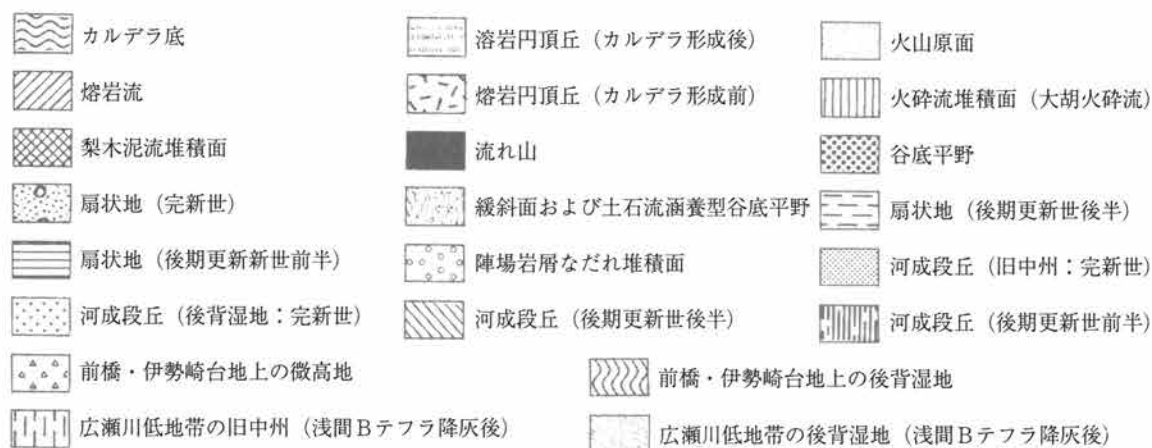 カルデラ底
溶岩円頂丘（カルデラ形成後）
火山原面
熔岩流
熔岩円頂丘（カルデラ形成前）
火砕流堆積面（大胡火砕流）
梨木泥流堆積面
流れ山
谷底平野
扇状地（完新世）
緩斜面および土石流涵養型谷底平野
扇状地（後期更新世後半）
扇状地（後期更新新世前半）
陣場岩屑なだれ堆積面
河成段丘（旧中州：完新世）
河成段丘（後背湿地：完新世）
河成段丘（後期更新世後半）
河成段丘（後期更新世前半）
前橋・伊勢崎台地上の微高地
前橋・伊勢崎台地上の後背湿地
広瀬川低地帯の旧中州（浅間Ｂテフラ降灰後）
広瀬川低地帯の後背湿地（浅間Ｂテフラ降灰後）